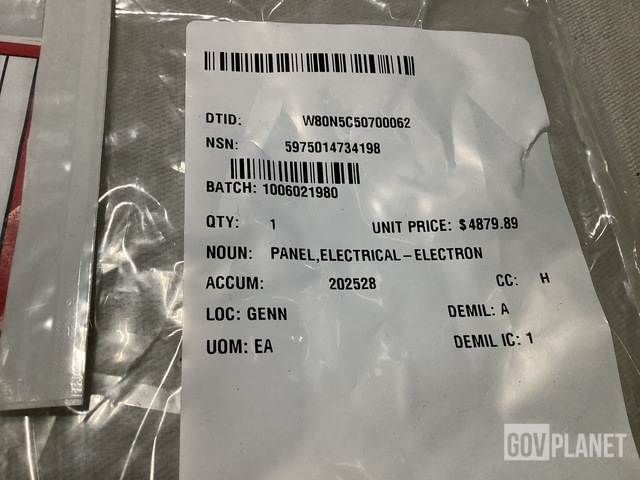 DTID: W80N5C50700062
NSN: 5975014734198
BATCH: 1006021980
QTY: 1 UNIT PRICE: $4879.89
NOUN: PANEL,ELECTRICAL-ELECTRON
ACCUM: 202528 CC: H
LOC: GENN DEMIL: A
UOM: EA DEMIL IC: 1
GOVPLANET